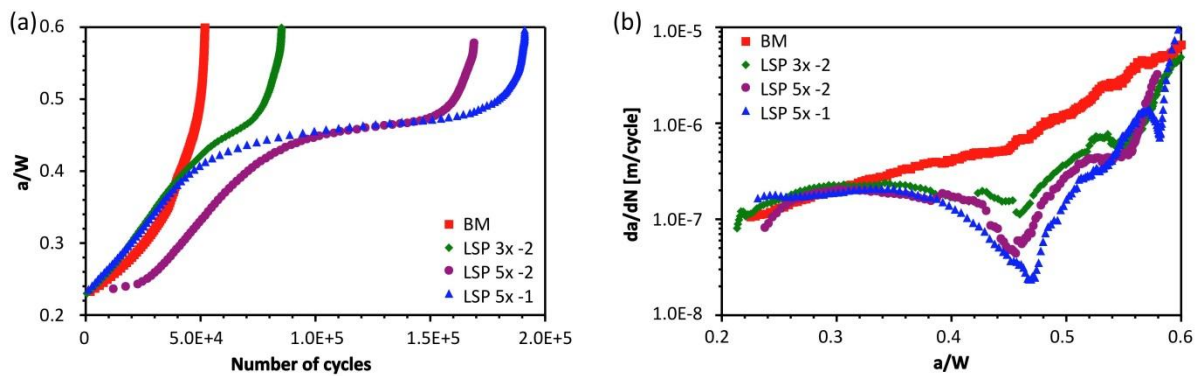 (a)
a/W
0.6
0.5
0.4
0.3
0.2
BM
LSP 3x -2
LSP 5x -2
LSP 5x -1
0
5.0E+4
1.0E+5
1.5E+5
2.0E+5
Number of cycles
(b)
da/dN [m/cycle]
1.0E-5
1.0E-6
1.0E-7
1.0E-8
BM
LSP 3x -2
LSP 5x -2
LSP 5x -1
0.2
0.3
0.4
0.5
0.6
a/W